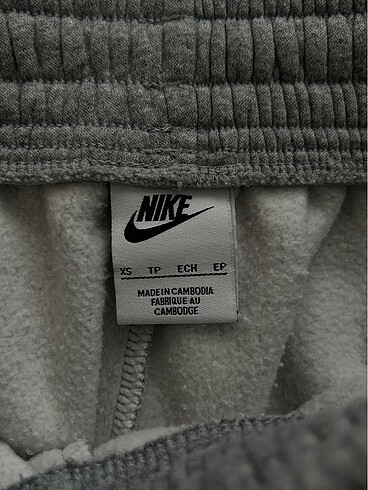 NIKE
XS TP ECH EP
MADE IN CAMBODIA
FABRIQUE AU
CAMBODGE